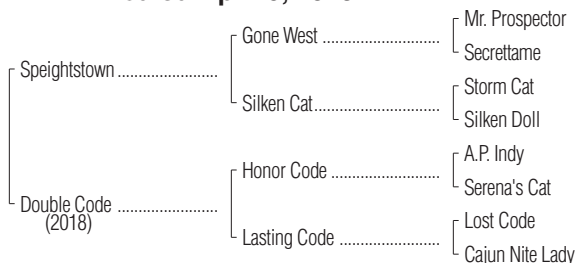 Mr. Prospector
Gone West ................................
Secrettame
Speightstown ......................
Storm Cat
Silken Cat .................................
Silken Doll
A.P. Indy
Honor Code .............................
Serena's Cat
Double Code ......................
(2018)
Lost Code
Lasting Code ...........................
Cajun Nite Lady